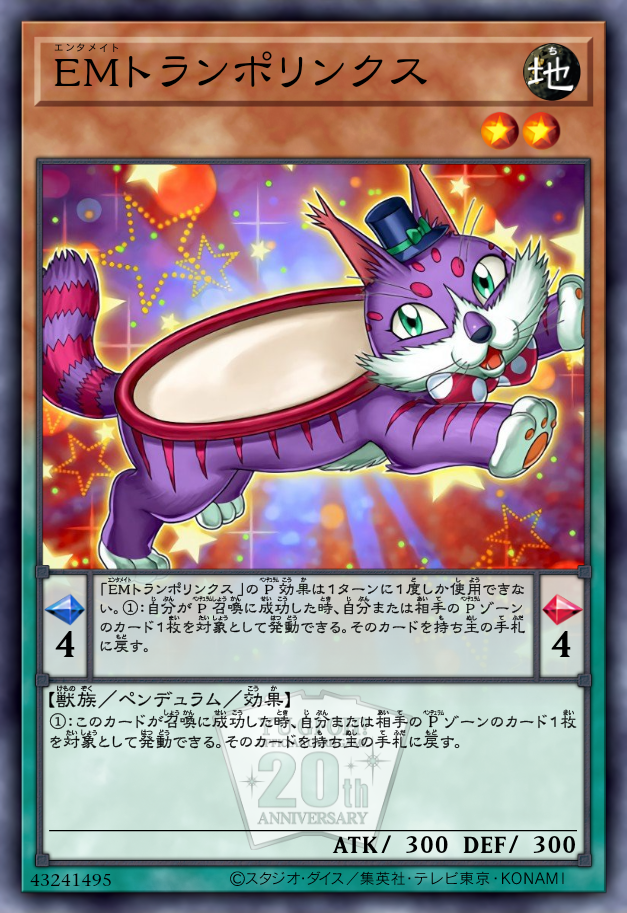 エンタメイト
EMトランポリンクス
ち
地
「EMトランポリンクス」のP効果は1ターンに1度しか使用できな
い。①:自分がP召喚に成功した時、自分または相手のPゾーン
のカード1枚を対象として発動できる。そのカードを持ち主の手札
に戻す。
4
4
【獣族/ペンデュラム/効果】
①:このカードが召喚に成功した時、自分または相手のPゾーンのカード1枚
を対象として発動できる。そのカードを持ち主の手札に戻す。
20th
ANNIVERSARY
ATK/ 300 DEF/ 300
43241495
©スタジオ・ダイス/集英社・テレビ東京・KONAMI